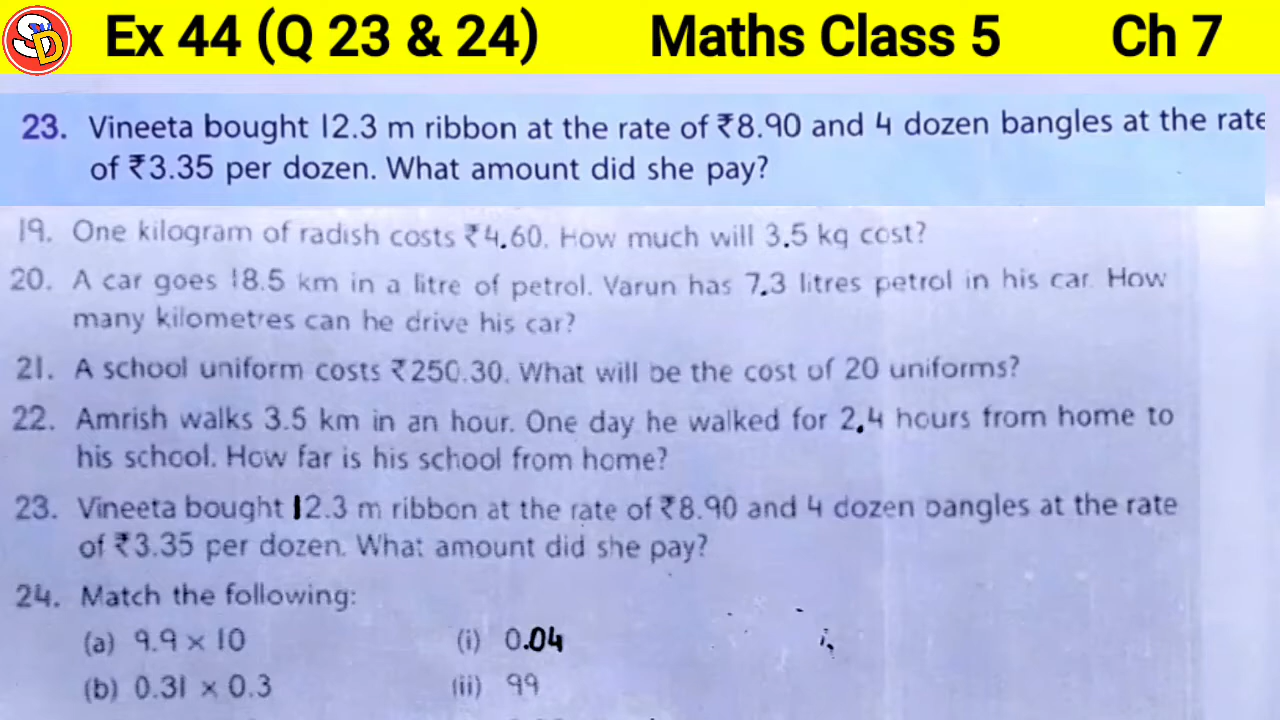 SD
Ex 44 (Q 23 & 24) Maths Class 5 Ch 7
23. Vineeta bought 12.3 m ribbon at the rate of ₹8.90 and 4 dozen bangles at the rate
of ₹3.35 per dozen. What amount did she pay?
19. One kilogram of radish costs ₹4.60. How much will 3.5 kg cost?
20. A car goes 18.5 km in a litre of petrol. Varun has 7.3 litres petrol in his car. How
many kilometres can he drive his car?
21. A school uniform costs ₹250.30. What will be the cost of 20 uniforms?
22. Amrish walks 3.5 km in an hour. One day he walked for 2.4 hours from home to
his school. How far is his school from home?
23. Vineeta bought 12.3 m ribbon at the rate of ₹8.90 and 4 dozen bangles at the rate
of ₹3.35 per dozen. What amount did she pay?
24. Match the following:
(a) 9.9 × 10 (i) 0.04
(b) 0.31 × 0.3 (ii) 99